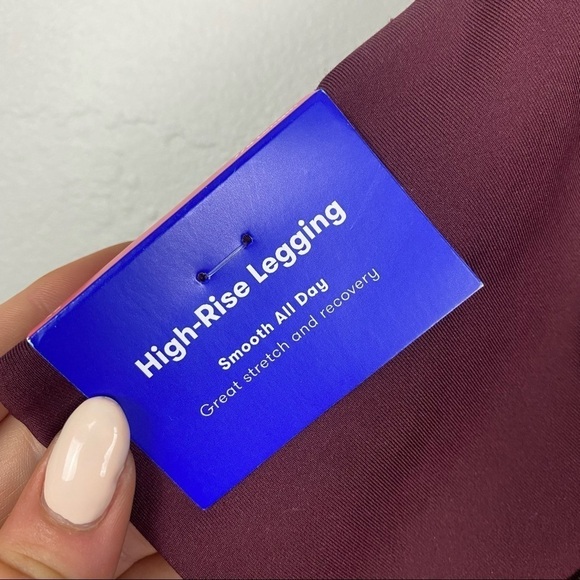 High-Rise Legging
Smooth All Day
Great stretch and recovery